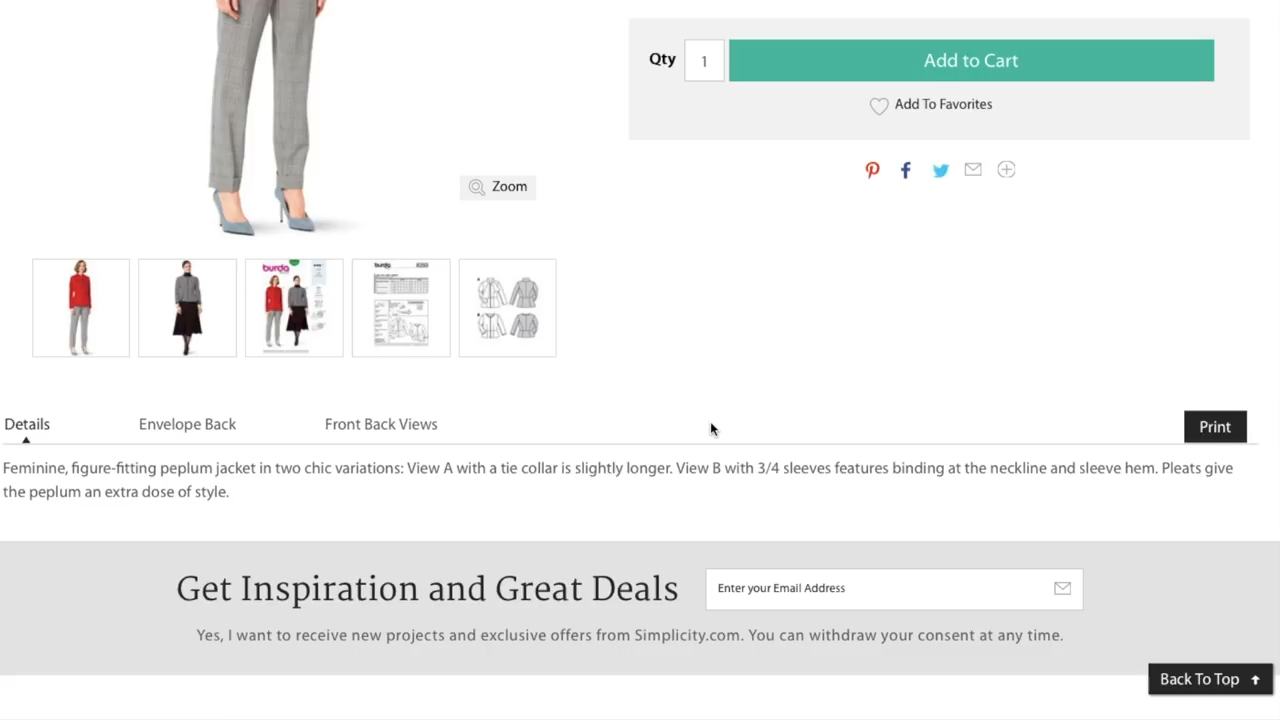 Qty 1 Add to Cart
Add To Favorites
Zoom
burda
burda
Details Envelope Back Front Back Views Print
Feminine, figure-fitting peplum jacket in two chic variations: View A with a tie collar is slightly longer. View B with 3/4 sleeves features binding at the neckline and sleeve hem. Pleats give
the peplum an extra dose of style.
Get Inspiration and Great Deals
Enter your Email Address
Yes, I want to receive new projects and exclusive offers from Simplicity.com. You can withdraw your consent at any time.
Back To Top